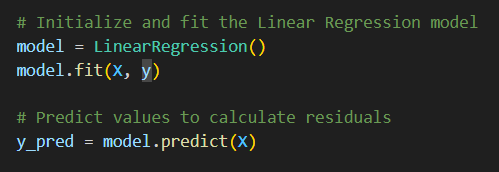 # Initialize and fit the Linear Regression model
model = LinearRegression()
model.fit(X, y)
# Predict values to calculate residuals
y_pred = model.predict(X)